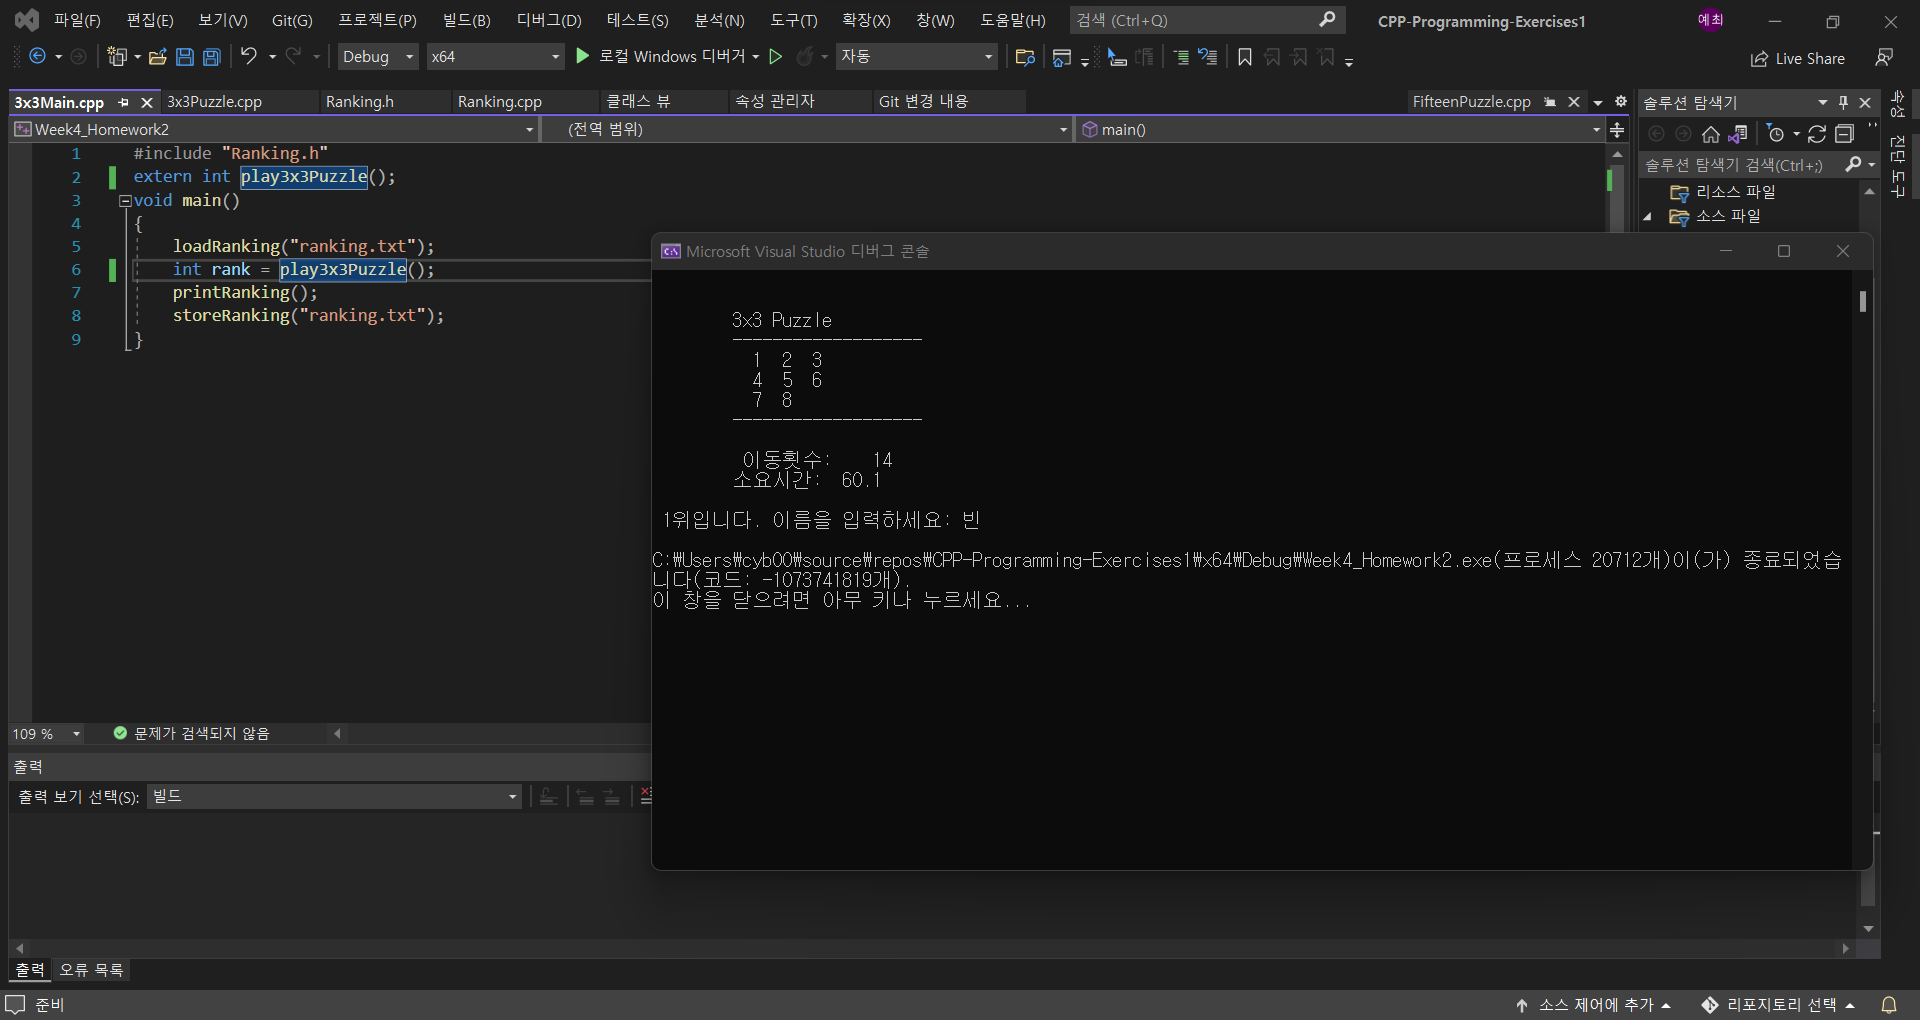 파일(F) 편집(E) 보기(V) Git(G) 프로젝트(P) 빌드(B) 디버그(D) 테스트(S) 분석(N) 도구(T) 확장(X) 창(W) 도움말(H) 검색 (Ctrl+Q) CPP-Programming-Exercises1 예최
Debug x64 로컬 Windows 디버거 자동 Live Share
3x3Main.cpp 3x3Puzzle.cpp Ranking.h Ranking.cpp 클래스 뷰 속성 관리자 Git 변경 내용 FifteenPuzzle.cpp 솔루션 탐색기
Week4_Homework2 (전역 범위) main()
솔루션 탐색기 검색(Ctrl+;)
리소스 파일
소스 파일
속성
진단 도구
1 #include "Ranking.h"
2 extern int play3x3Puzzle();
3 void main()
4 {
5 loadRanking("ranking.txt");
6 int rank = play3x3Puzzle();
7 printRanking();
8 storeRanking("ranking.txt");
9 }
Microsoft Visual Studio 디버그 콘솔
3x3 Puzzle
-------------------
1 2 3
4 5 6
7 8
-------------------
이동횟수: 14
소요시간: 60.1
1위입니다. 이름을 입력하세요: 빈
C:₩Users₩cyb00₩source₩repos₩CPP-Programming-Exercises1₩x64₩Debug₩Week4_Homework2.exe(프로세스 20712개)이(가) 종료되었습
니다(코드: -1073741819개).
이 창을 닫으려면 아무 키나 누르세요...
109 % 문제가 검색되지 않음
출력
출력 보기 선택(S): 빌드
출력 오류 목록
준비 소스 제어에 추가 리포지토리 선택